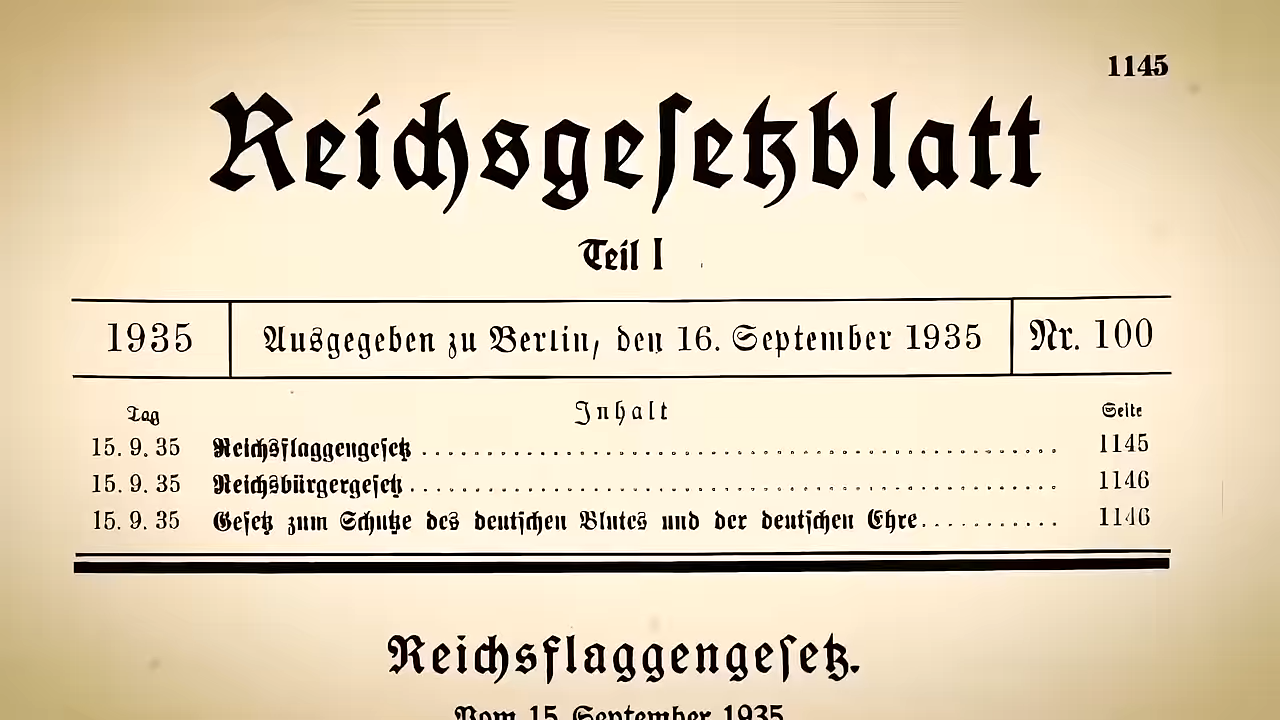 1145
Reichsgesetzblatt
Teil I
1935 Ausgegeben zu Berlin, den 16. September 1935 Nr. 100
Tag Inhalt Seite
15. 9. 35 Reichsflaggengesetz 1145
15. 9. 35 Reichsbürgergesetz 1146
15. 9. 35 Gesetz zum Schutze des deutschen Blutes und der deutschen Ehre 1146
Reichsflaggengesetz.
Vom 15. September 1935